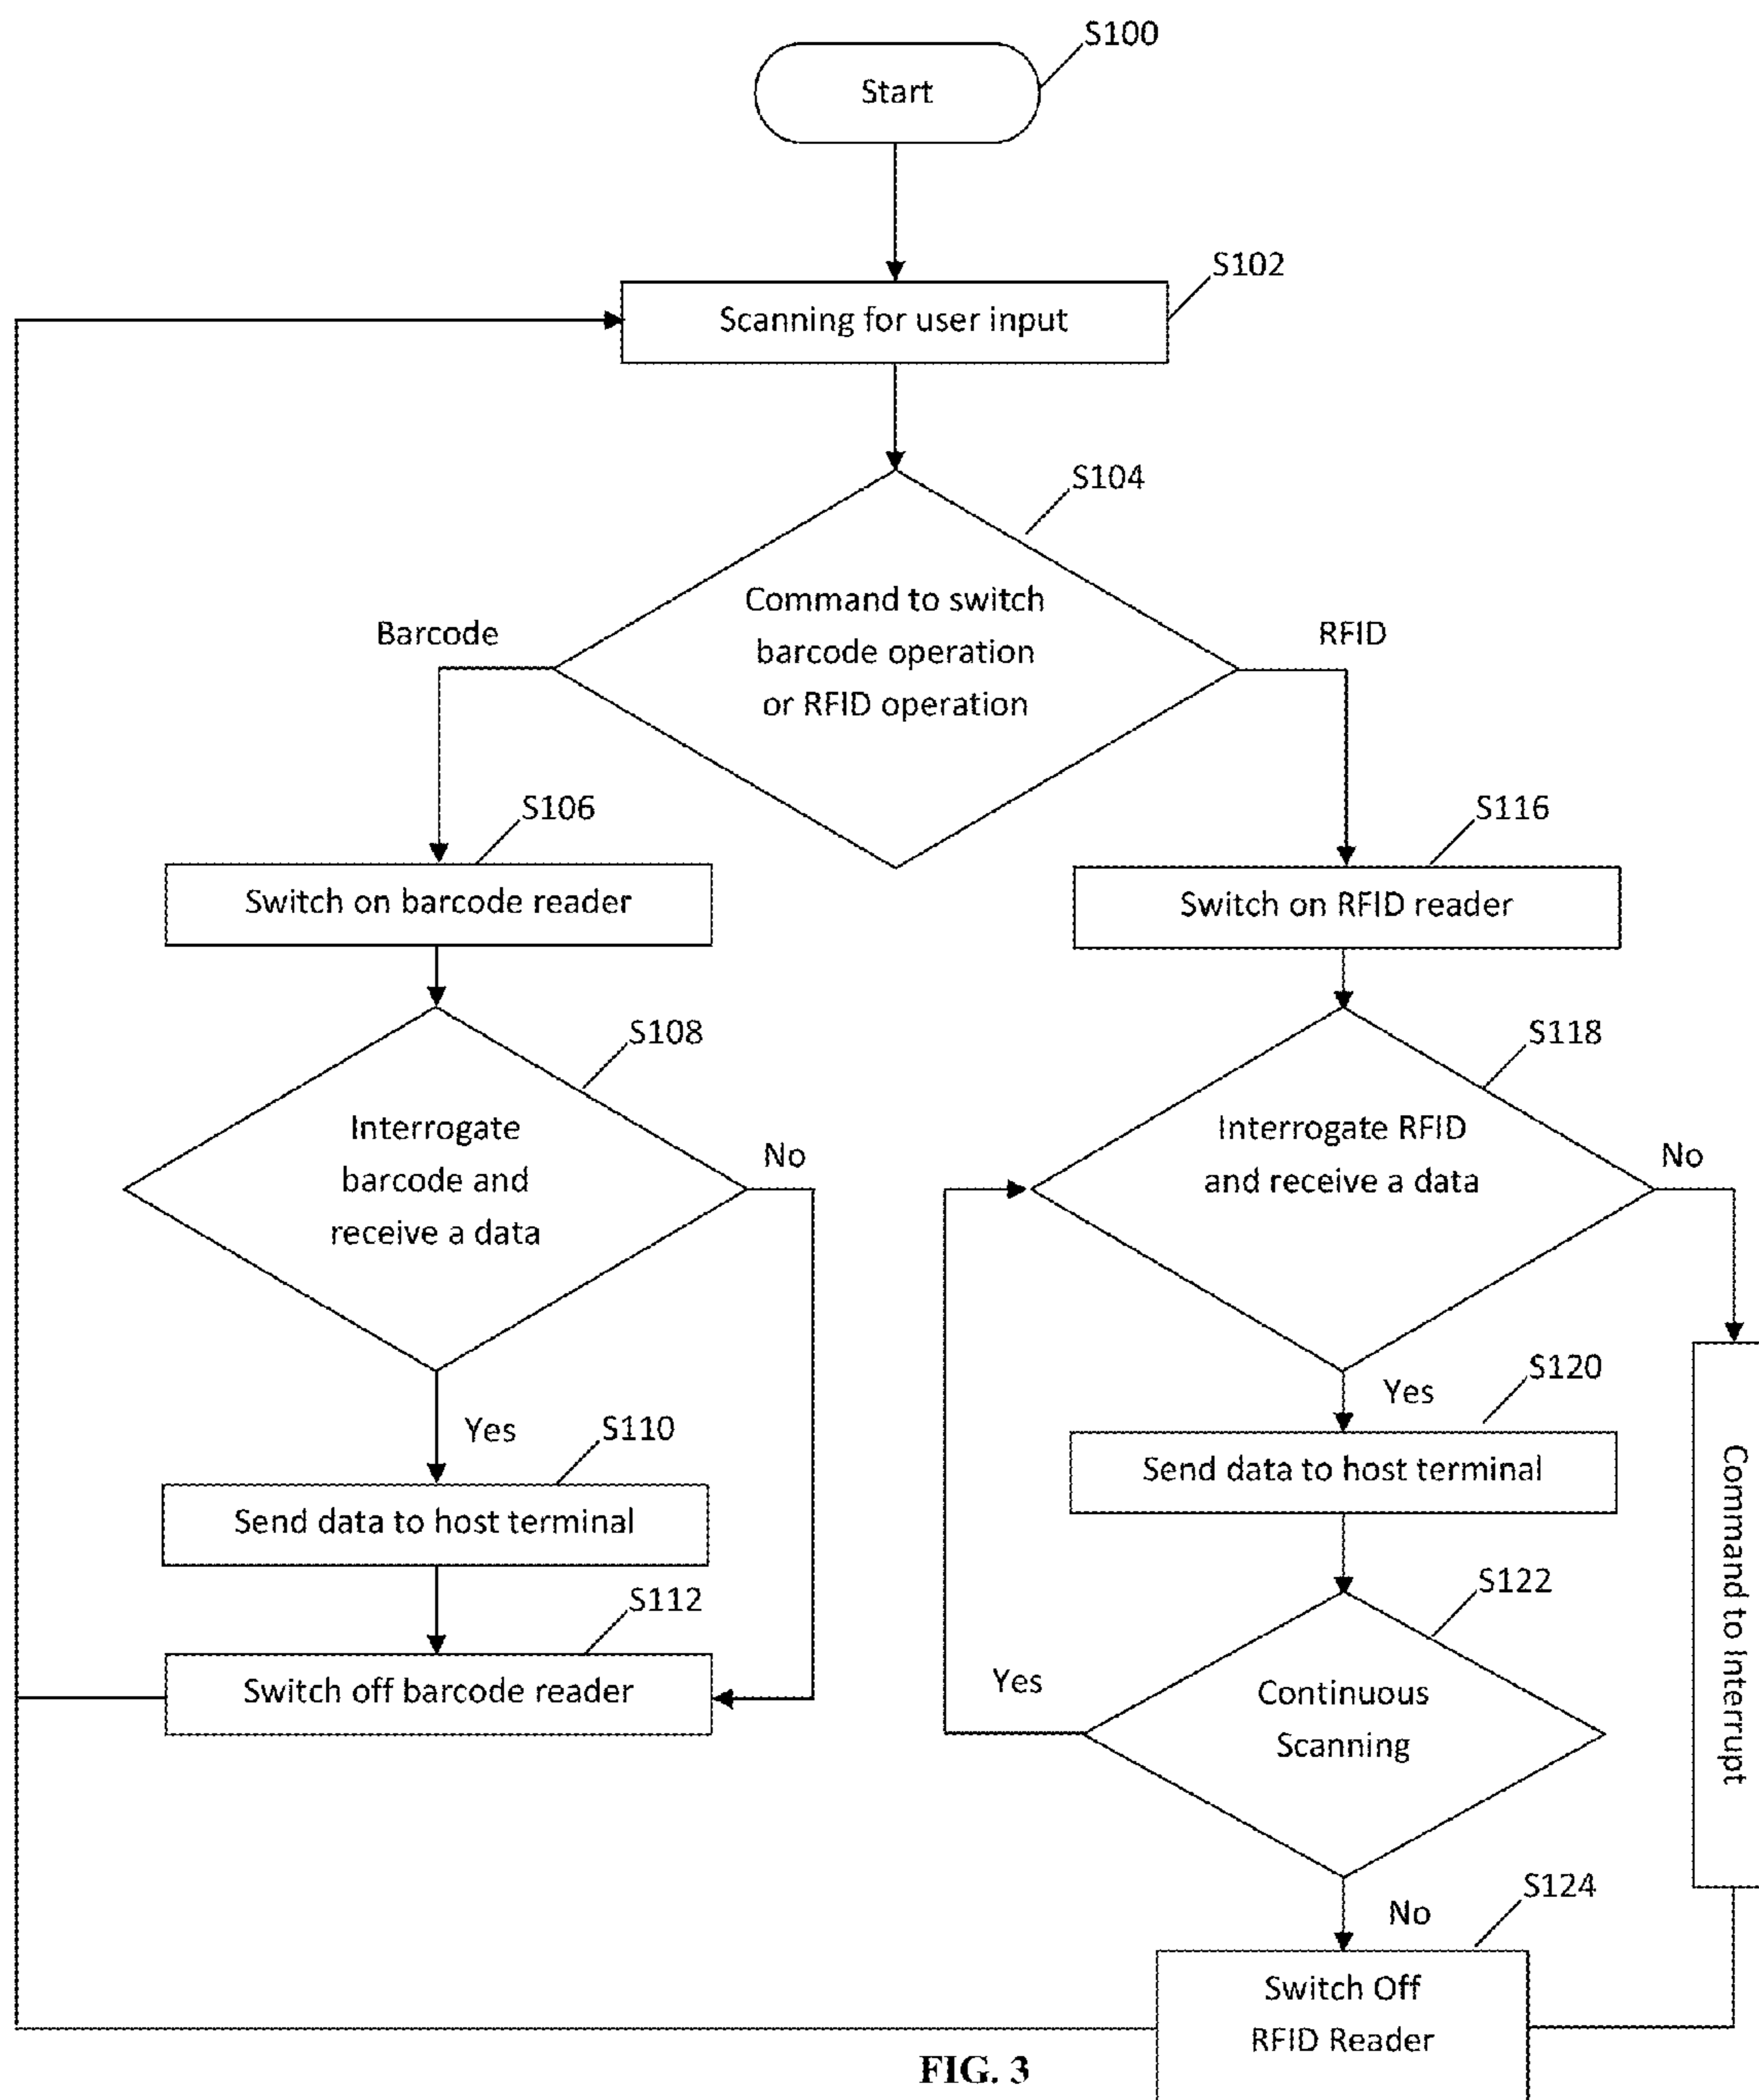 S100
Start
S102
Scanning for user input
S104
Command to switch
barcode operation
or RFID operation
Barcode
RFID
S106
S116
Switch on barcode reader
Switch on RFID reader
S108
S118
Interrogate
barcode and
receive a data
No
Interrogate RFID
and receive a data
No
Yes
S110
Yes
S120
Send data to host terminal
Send data to host terminal
S112
Switch off barcode reader
S122
Continuous
Scanning
Yes
Command to Interrupt
No
S124
Switch Off
RFID Reader
FIG. 3